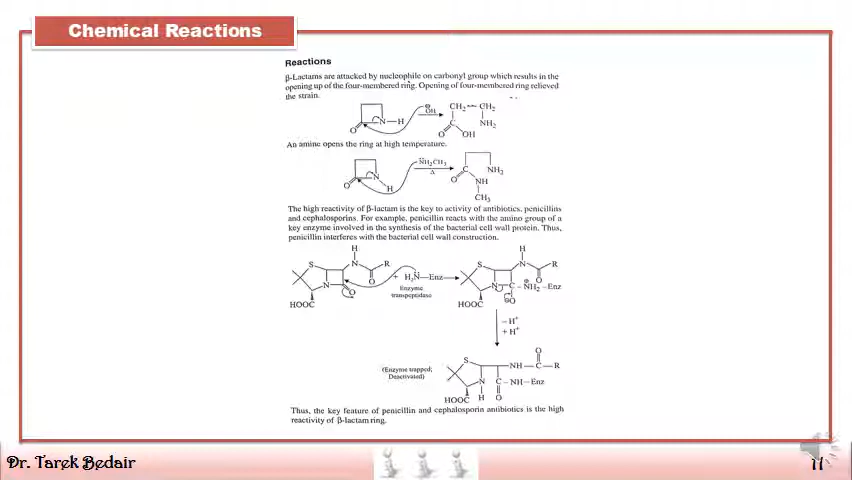 Chemical Reactions
Reactions
β-Lactams are attacked by nucleophile on carbonyl group which results in the
opening up of the four-membered ring. Opening of four-membered ring relieved
the strain.
O N—H
OH
CH2—CH2
C NH2
O OH
An amine opens the ring at high temperature.
O N H
NH2CH3
Δ
C NH2
O NH
CH3
The high reactivity of β-lactam is the key to activity of antibiotics, penicillins
and cephalosporins. For example, penicillin reacts with the amino group of a
key enzyme involved in the synthesis of the bacterial cell wall protein. Thus,
penicillin interferes with the bacterial cell wall construction.
H H
S N R S N R
O + H2N—Enz O
N O N C – NH2 –Enz
Enzyme
transpeptidase
HOOC HOOC O
– H+
+ H+
O
S NH—C—R
(Enzyme trapped;
Deactivated)
N C – NH–Enz
HOOC H O
Thus, the key feature of penicillin and cephalosporin antibiotics is the high
reactivity of β-lactam ring.
Dr. Tarek Bedair
11